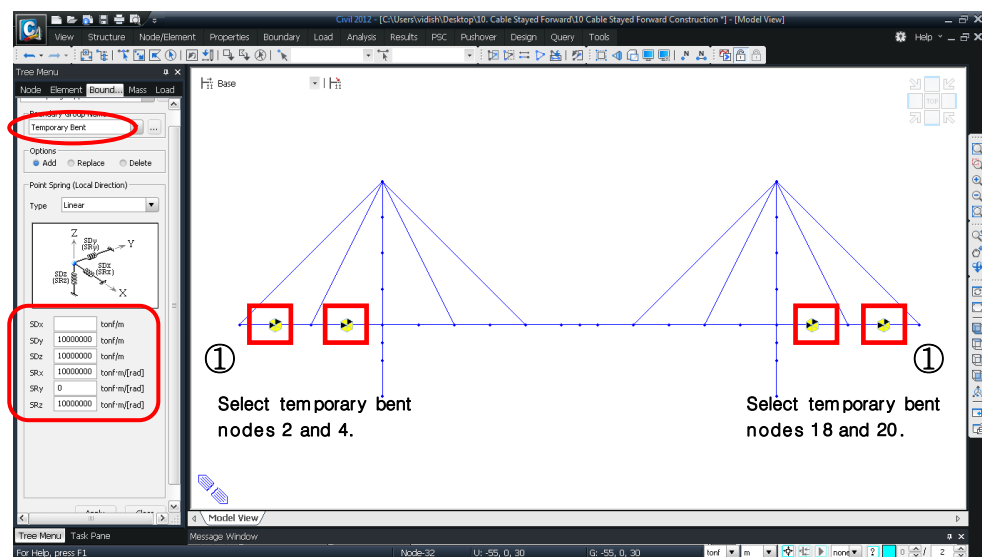 Civil 2012 - [C:\Users\vidish\Desktop\10. Cable Stayed Forward\10 Cable Stayed Forward Construction *] - [Model View]
View Structure Node/Element Properties Boundary Load Analysis Results PSC Pushover Design Query Tools Help
Tree Menu
Node Element Bound... Mass Load
Base
TOP
Boundary Group Name
Temporary Bent
...
Options
Add Replace Delete
Point Spring (Local Direction)
Type Linear
Z
SDy
(SRy)
Y
SDx
(SRx)
SDz
(SRz)
X
SDx tonf/m
SDy 10000000 tonf/m
SDz 10000000 tonf/m
SRx 10000000 tonf·m/[rad]
SRy 0 tonf·m/[rad]
SRz 10000000 tonf·m/[rad]
① ①
Select temporary bent
nodes 2 and 4.
Select temporary bent
nodes 18 and 20.
Model View
Tree Menu Task Pane
Message Window
For Help, press F1
Node-32 U: -55, 0, 30 G: -55, 0, 30 tonf m none ? 0 / 2